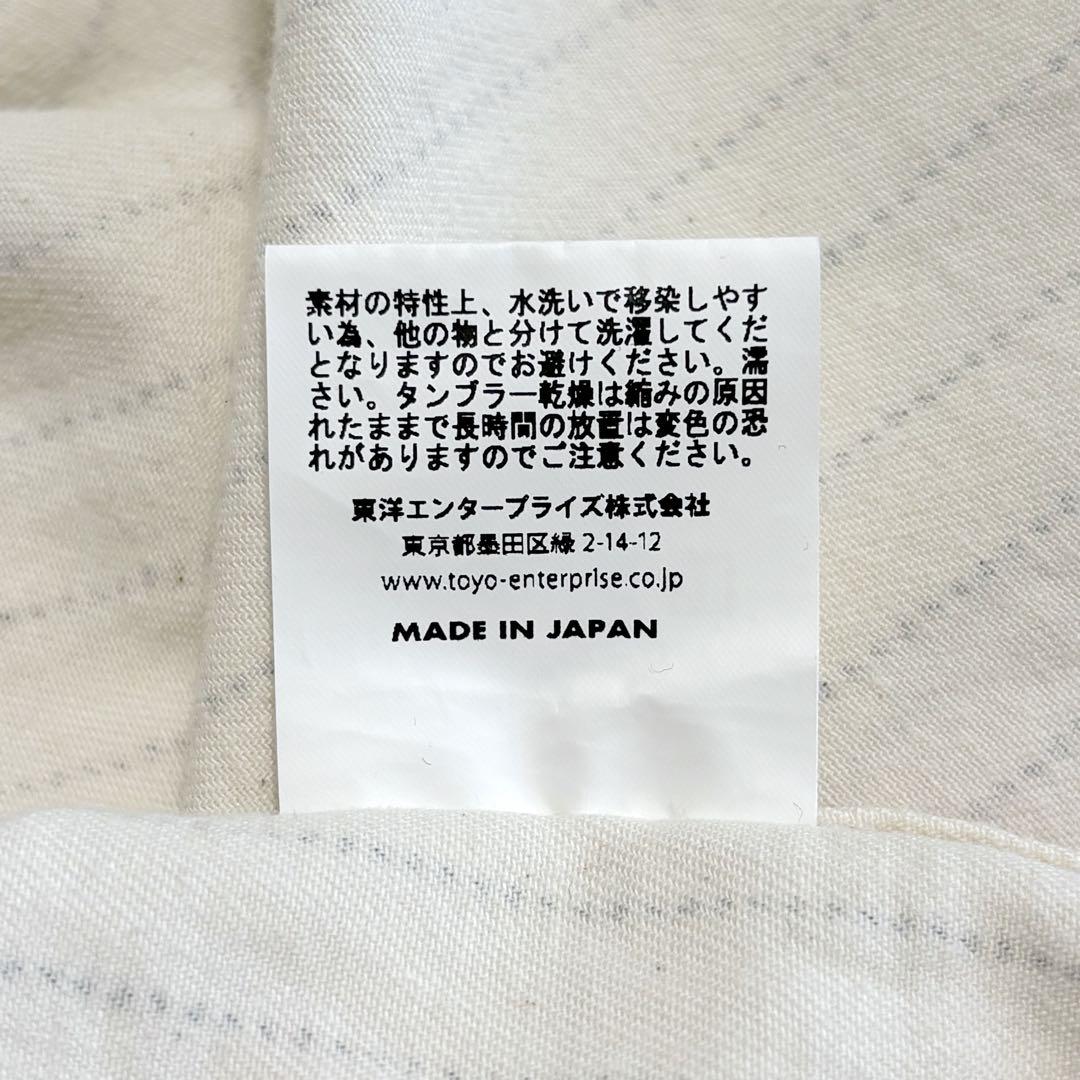 素材の特性上、水洗いで移染しやす
い為、他の物と分けて洗濯してくだ
となりますのでお避けください。濡
さい。タンブラー乾燥は縮みの原因
れたままで長時間の放置は変色の恐
れがありますのでご注意ください。
東洋エンタープライズ株式会社
東京都墨田区緑 2-14-12
www.toyo-enterprise.co.jp
MADE IN JAPAN